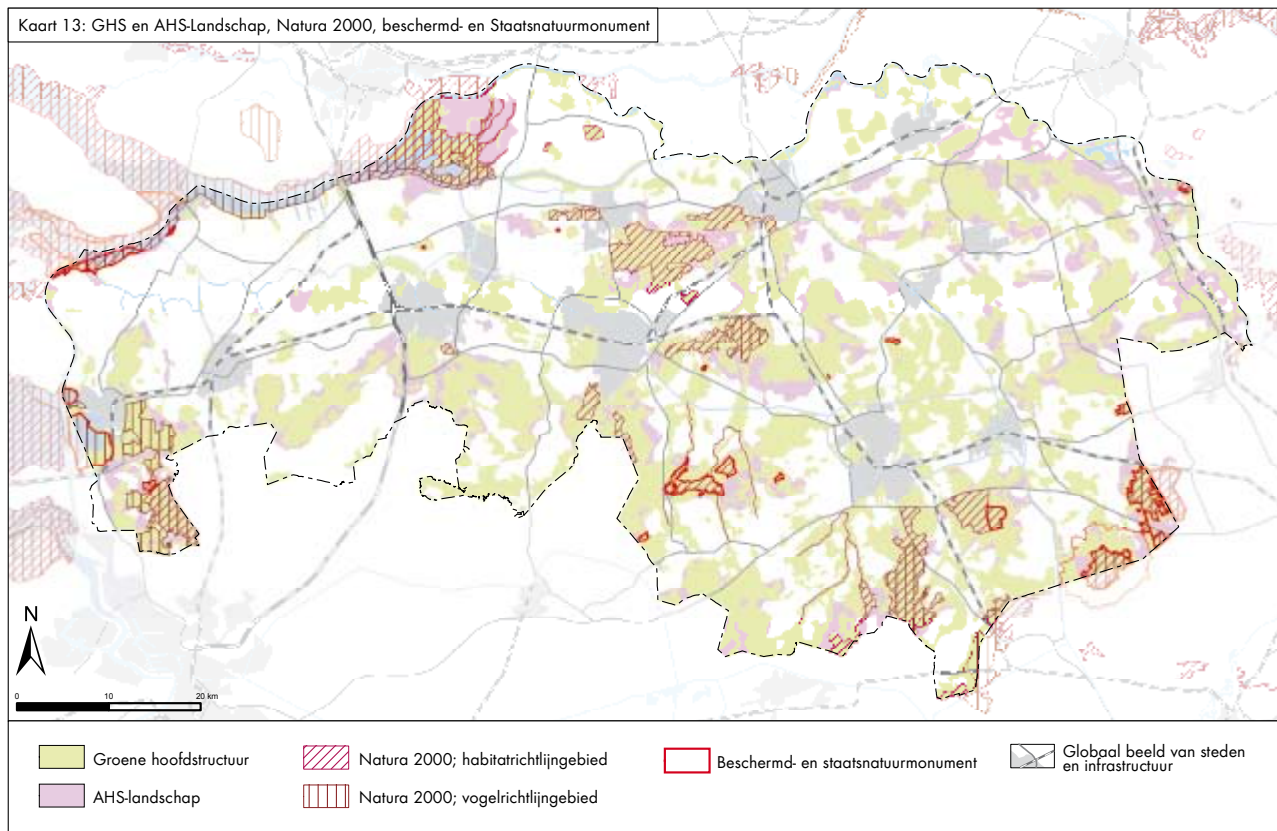 Kaart 13: GHS en AHS-Landschap, Natura 2000, beschermd- en Staatsnatuurmonument
N
0 10 20 km
Groene hoofdstructuur
AHS-landschap
Natura 2000; habitatrichtlijngebied
Natura 2000; vogelrichtlijngebied
Beschermd- en staatsnatuurmonument
Globaal beeld van steden
en infrastructuur